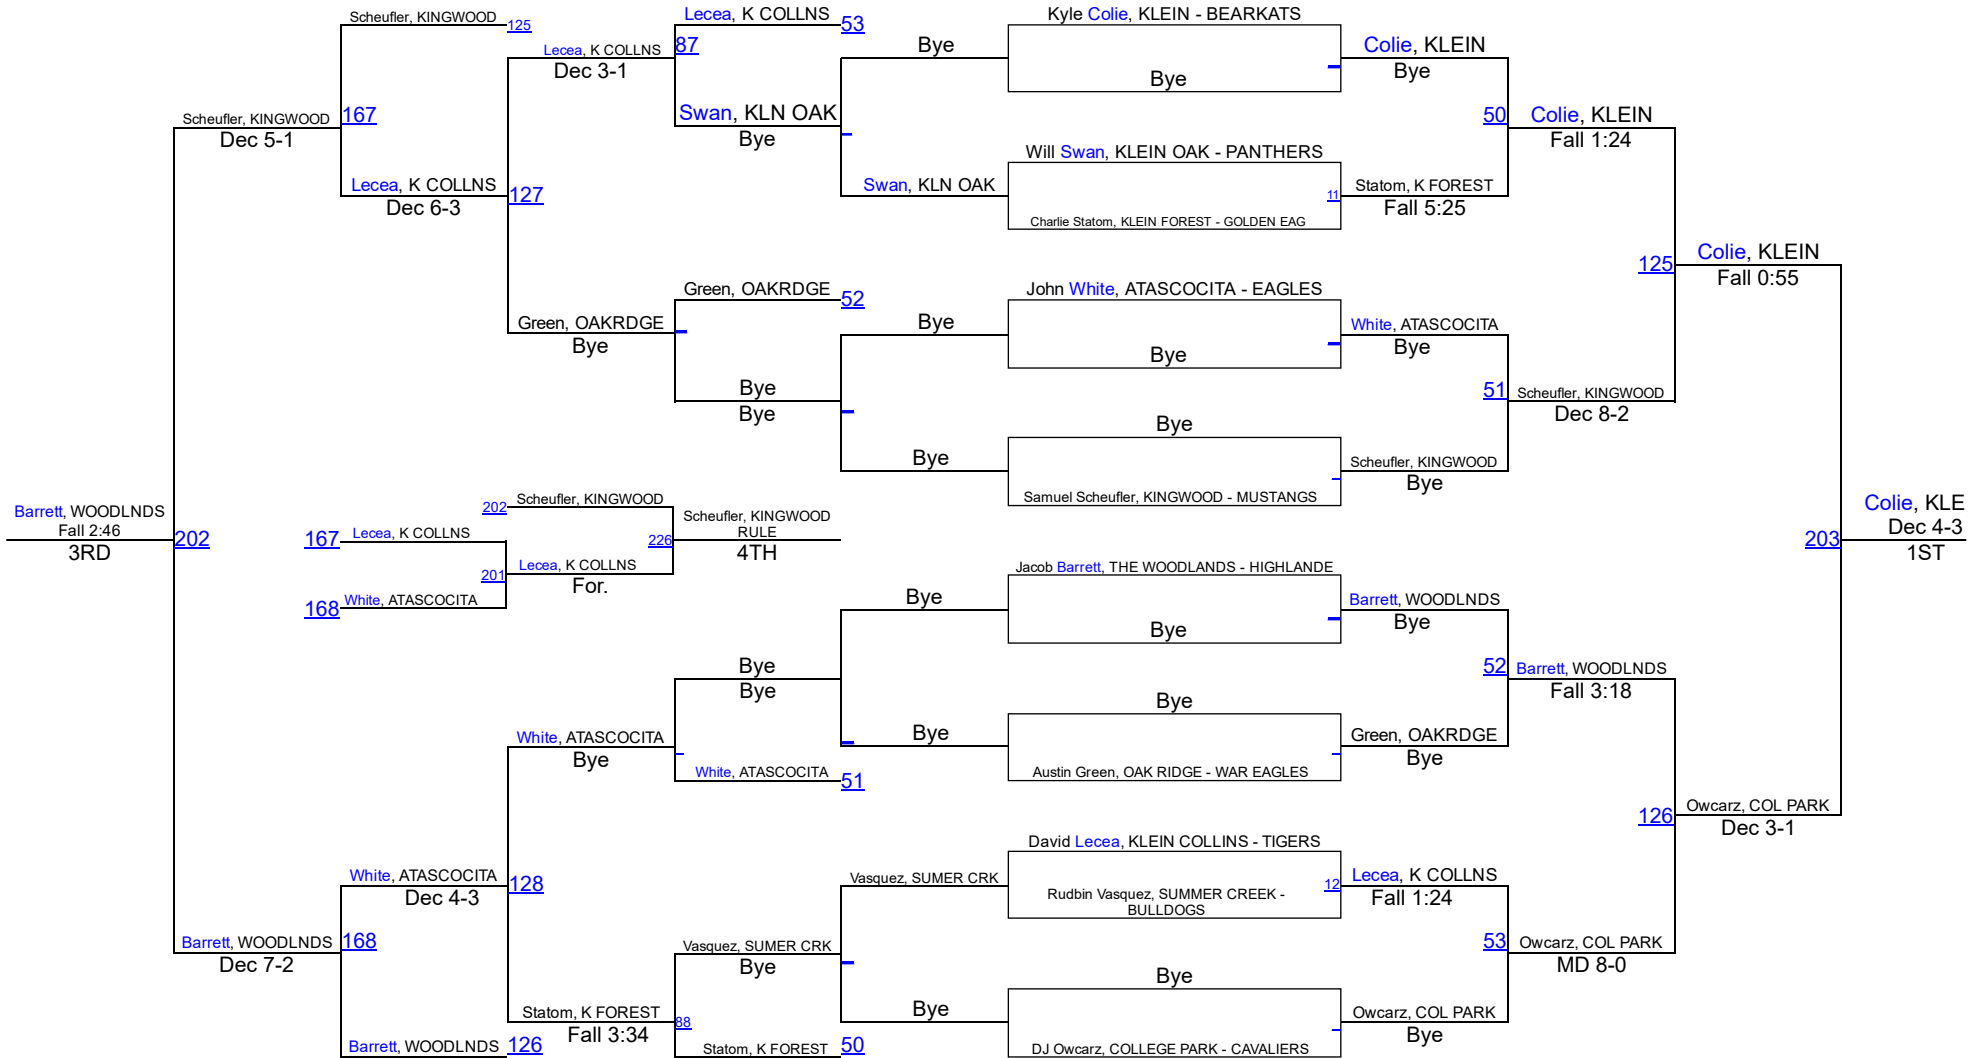 Scheufler, KINGWOOD
125
Lecea, K COLLNS
53
Kyle Colie, KLEIN - BEARKATS
Lecea, K COLLNS
87
Dec 3-1
Bye
Bye
Colie, KLEIN
Bye
Scheufler, KINGWOOD
167
Dec 5-1
Swan, KLN OAK
Bye
50
Colie, KLEIN
Fall 1:24
Will Swan, KLEIN OAK - PANTHERS
Lecea, K COLLNS
127
Dec 6-3
Swan, KLN OAK
11
Statom, K FOREST
Fall 5:25
Charlie Statom, KLEIN FOREST - GOLDEN EAG
125
Colie, KLEIN
Fall 0:55
Green, OAKRDGE
52
John White, ATASCOCITA - EAGLES
Green, OAKRDGE
Bye
Bye
Bye
White, ATASCOCITA
Bye
Bye
Bye
51
Scheufler, KINGWOOD
Dec 8-2
Bye
Bye
Scheufler, KINGWOOD
Bye
Samuel Scheufler, KINGWOOD - MUSTANGS
Barrett, WOODLNDS
Fall 2:46
3RD
202
167
Lecea, K COLLNS
202
Scheufler, KINGWOOD
Scheufler, KINGWOOD
RULE
4TH
226
201
Lecea, K COLLNS
For.
168
White, ATASCOCITA
203
Colie, KLE
Dec 4-3
1ST
Jacob Barrett, THE WOODLANDS - HIGHLANDE
Bye
Bye
Barrett, WOODLNDS
Bye
Bye
Bye
52
Barrett, WOODLNDS
Fall 3:18
Bye
White, ATASCOCITA
Bye
Bye
Green, OAKRDGE
Bye
White, ATASCOCITA
51
Austin Green, OAK RIDGE - WAR EAGLES
126
Owcarz, COL PARK
Dec 3-1
David Lecea, KLEIN COLLINS - TIGERS
White, ATASCOCITA
128
Dec 4-3
Vasquez, SUMER CRK
Rudbin Vasquez, SUMMER CREEK -
BULLDOGS
12
Lecea, K COLLNS
Fall 1:24
Barrett, WOODLNDS
168
Dec 7-2
Vasquez, SUMER CRK
Bye
53
Owcarz, COL PARK
MD 8-0
Bye
Statom, K FOREST
88
Fall 3:34
Bye
Owcarz, COL PARK
Bye
Barrett, WOODLNDS
126
Statom, K FOREST
50
DJ Owcarz, COLLEGE PARK - CAVALIERS